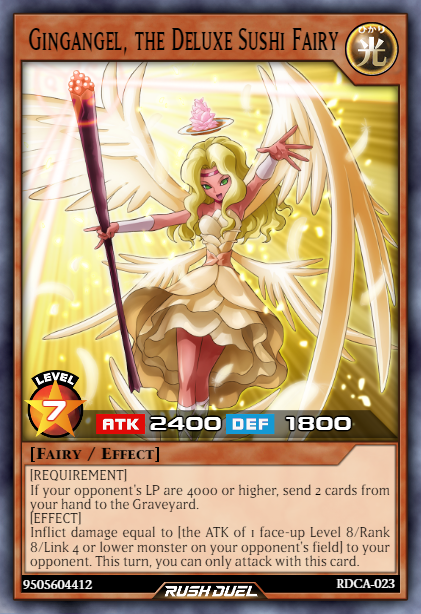 Gingangel, the Deluxe Sushi Fairy
ひかり
光
LEVEL
7
ATK 2400 DEF 1800
[Fairy / Effect]
[REQUIREMENT]
If your opponent's LP are 4000 or higher, send 2 cards from
your hand to the Graveyard.
[EFFECT]
Inflict damage equal to [the ATK of 1 face-up Level 8/Rank
8/Link 4 or lower monster on your opponent's field] to your
opponent. This turn, you can only attack with this card.
9505604412
RUSH DUEL
RDCA-023